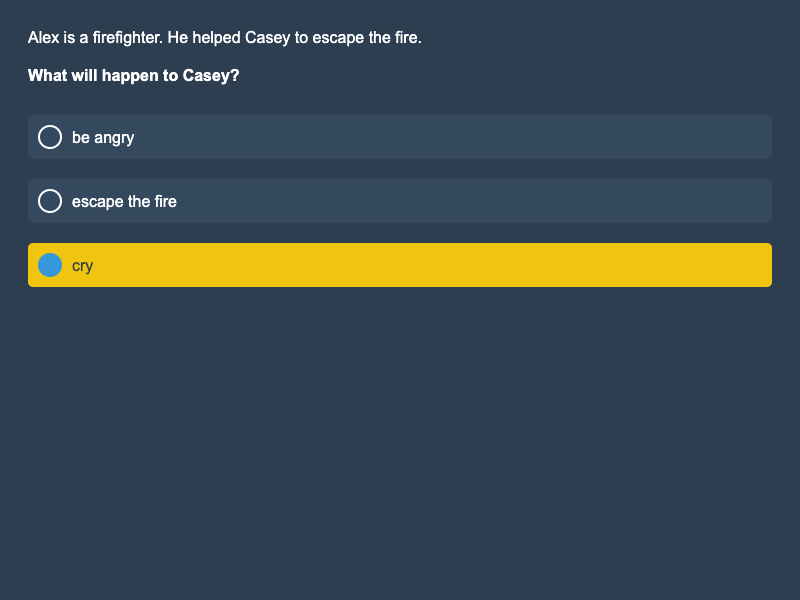 Alex is a firefighter. He helped Casey to escape the fire.
What will happen to Casey?
be angry
escape the fire
cry